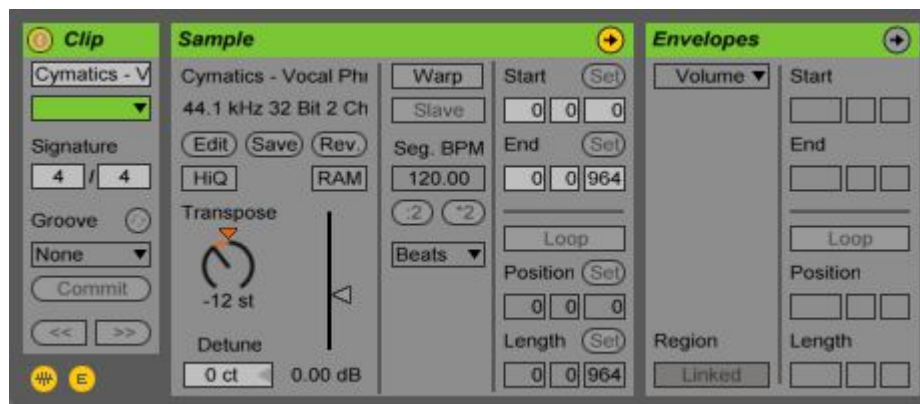 Clip
Cymatics - V
Signature
4 / 4
Groove
None
Commit
<< >>
E
Sample
Cymatics - Vocal Phr
44.1 kHz 32 Bit 2 Ch
Edit Save Rev.
HiQ RAM
Transpose
-12 st
Detune
0 ct 0.00 dB
Warp
Slave
Seg. BPM
120.00
:2 *2
Beats
Start Set
0 0 0
End Set
0 0 964
Loop
Position Set
0 0 0
Length Set
0 0 964
Envelopes
Volume
Region
Linked
Start
End
Loop
Position
Length